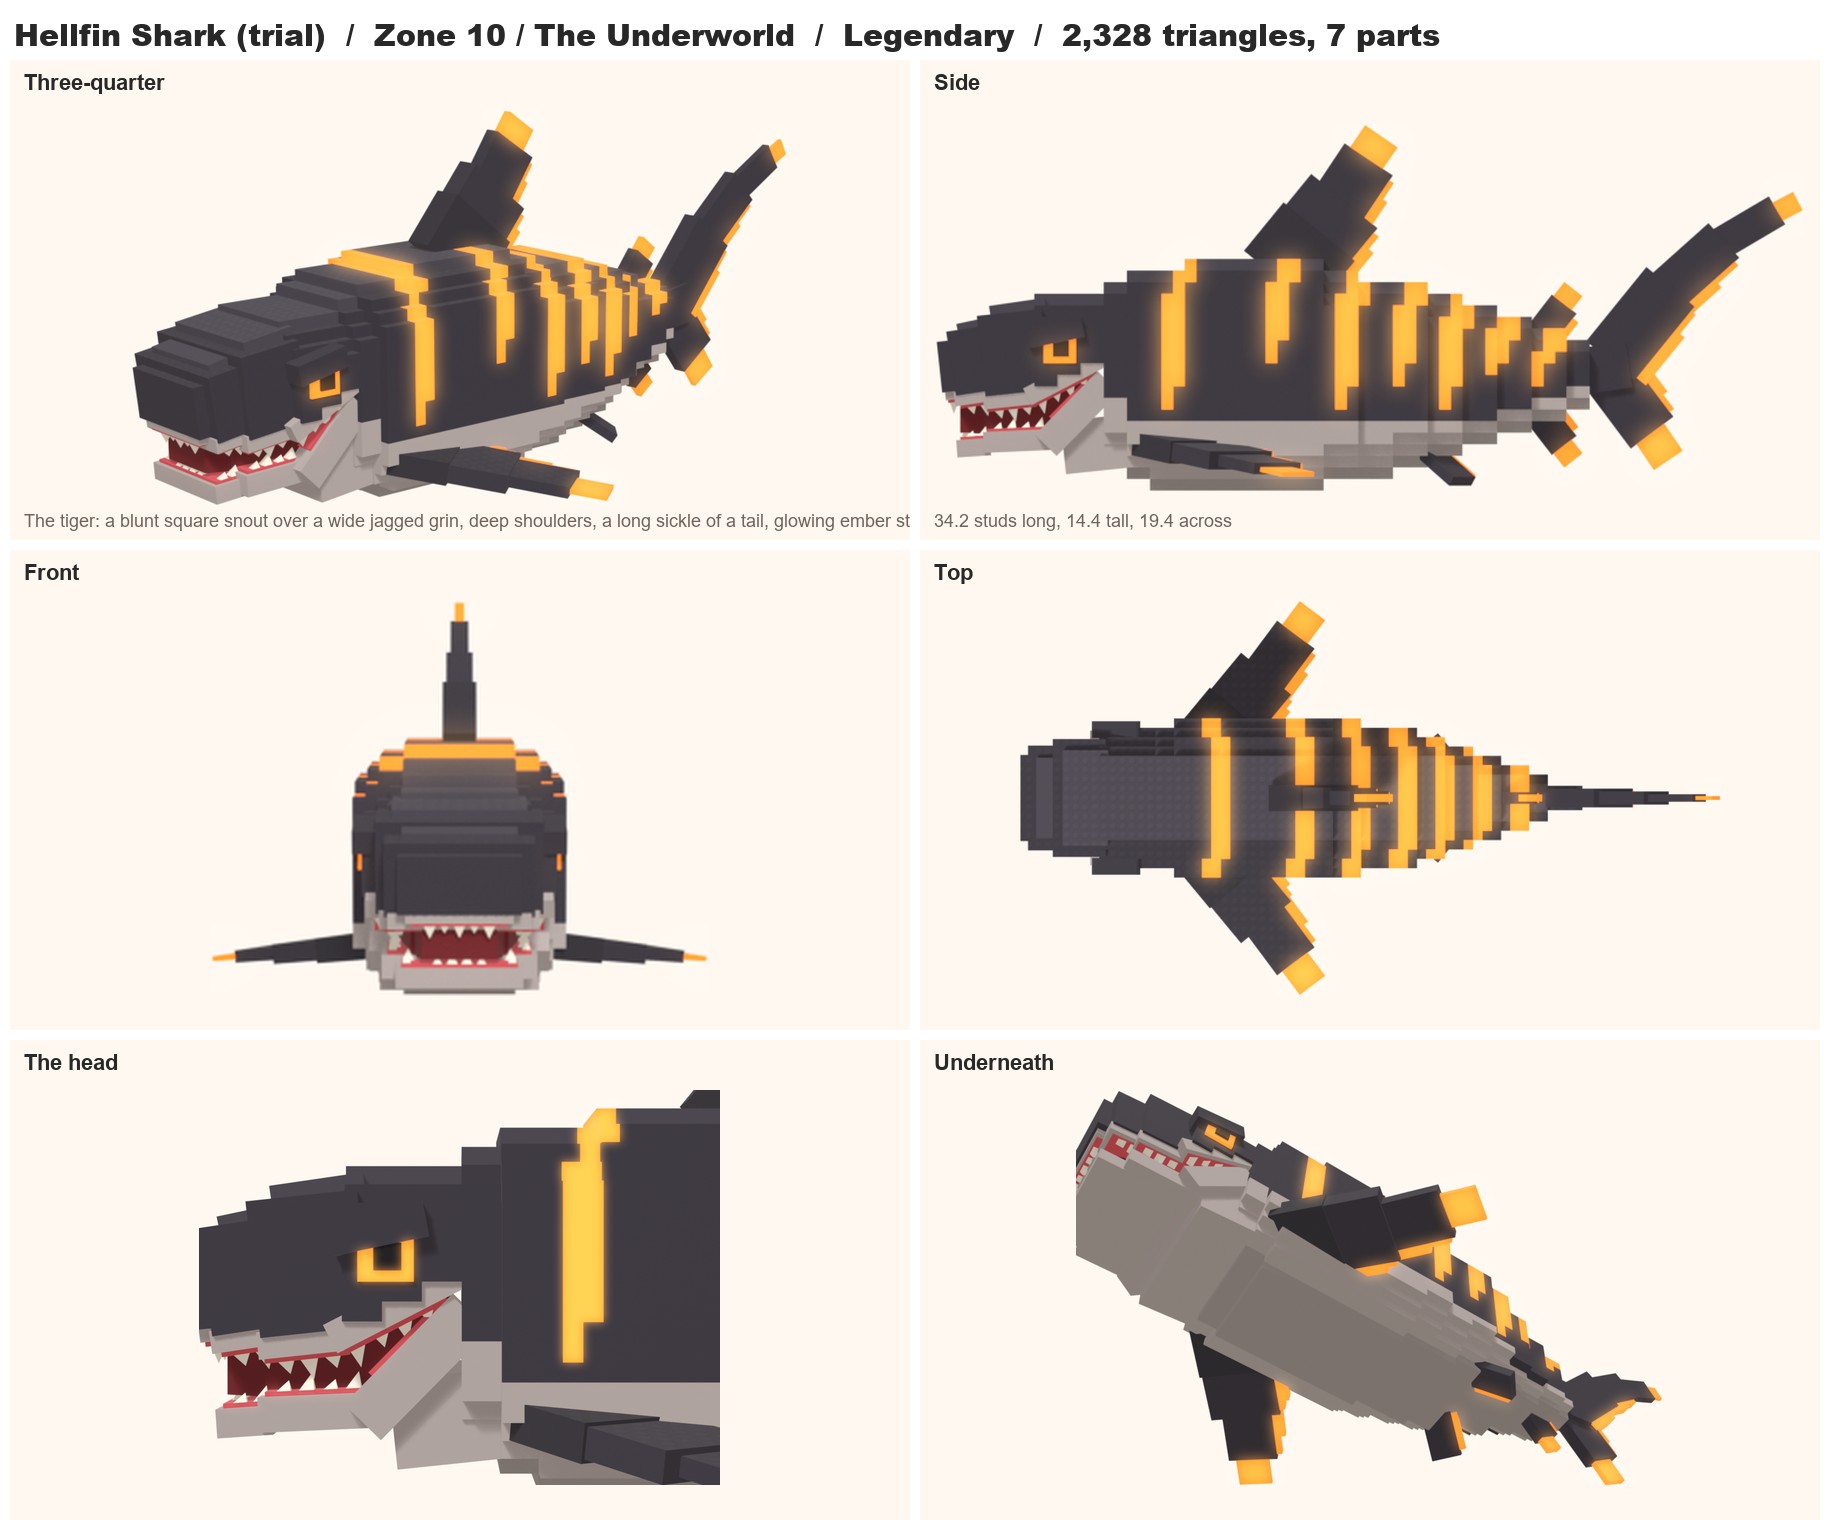 Hellfin Shark (trial) / Zone 10 / The Underworld / Legendary / 2,328 triangles, 7 parts
Three-quarter
Side
The tiger: a blunt square snout over a wide jagged grin, deep shoulders, a long sickle of a tail, glowing ember st
34.2 studs long, 14.4 tall, 19.4 across
Front
Top
The head
Underneath